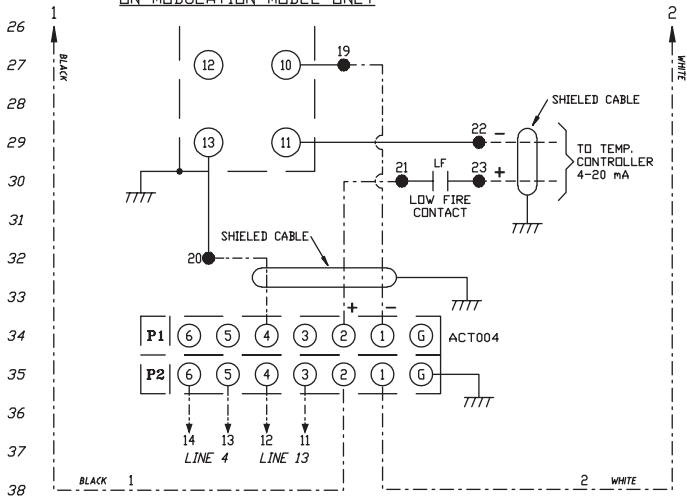 ON MODULATION MODEL ONLY
26 1 2
27 BLACK 12 10 19 WHITE
28 SHIELED CABLE
29 13 11 22 - TO TEMP.
CONTROLLER
4-20 mA
30 21 LF 23 +
LOW FIRE
CONTACT
31
SHIELED CABLE
32 20
33 + -
34 P1 6 5 4 3 2 1 G ACT004
35 P2 6 5 4 3 2 1 G
36
14 13 12 11
37 LINE 4 LINE 13
38 BLACK 1 2 WHITE